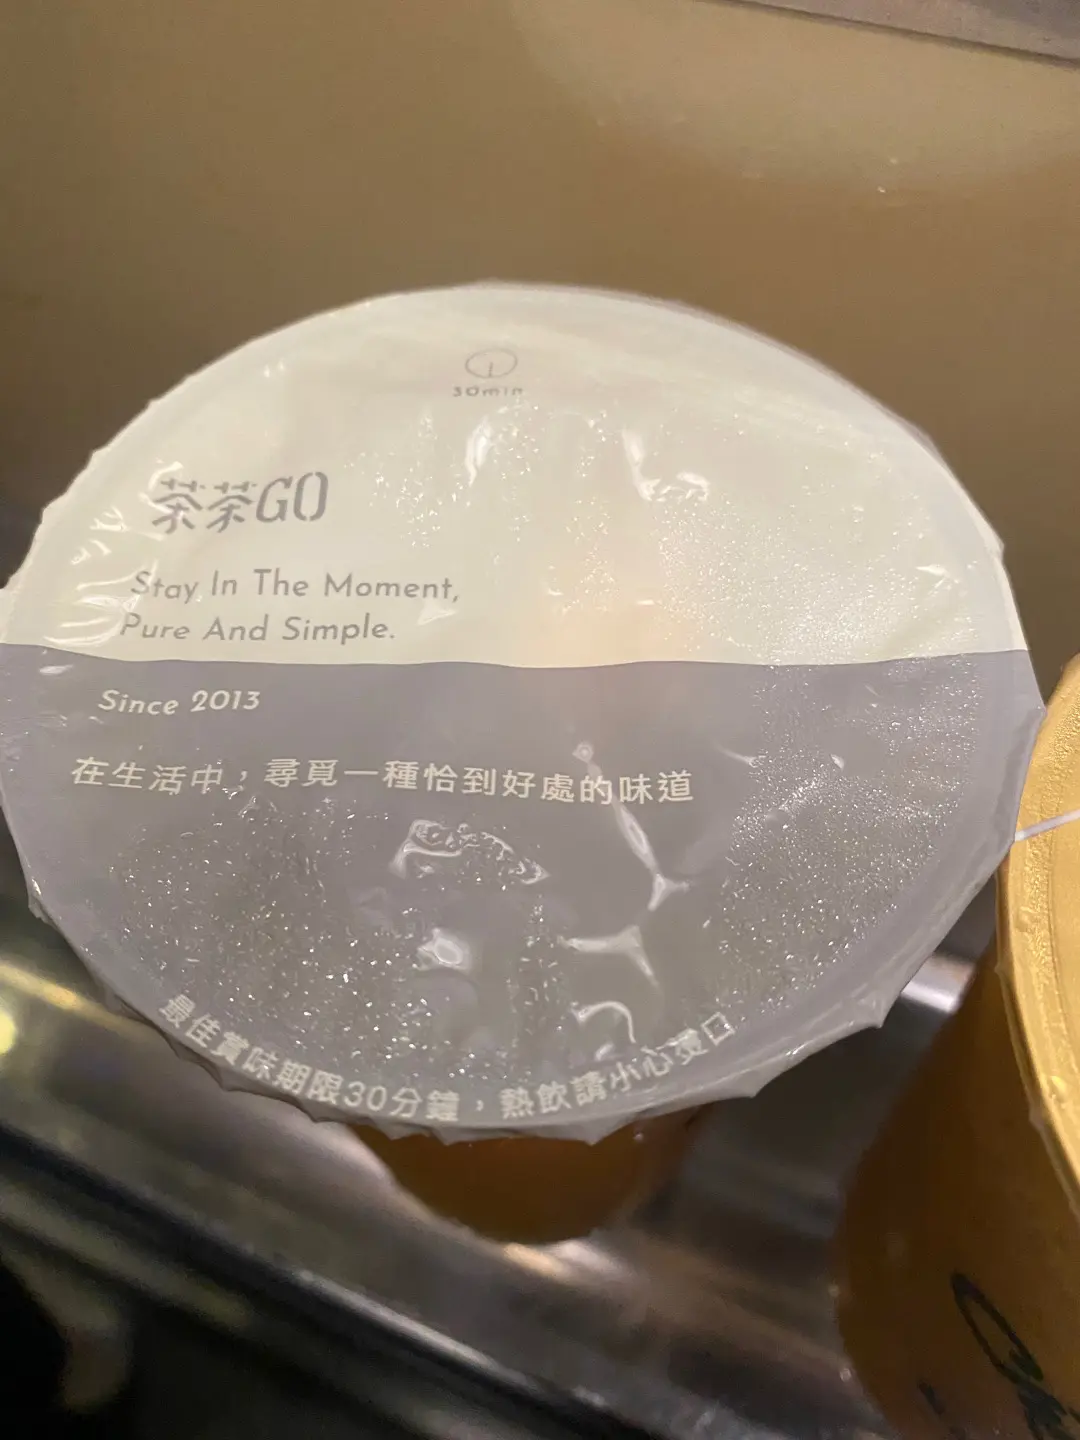 30min
茶茶GO
Stay In The Moment,
Pure And Simple.
Since 2013
在生活中，尋覓一種恰到好處的味道
最佳賞味期限30分鐘，熱飲請小心燙口